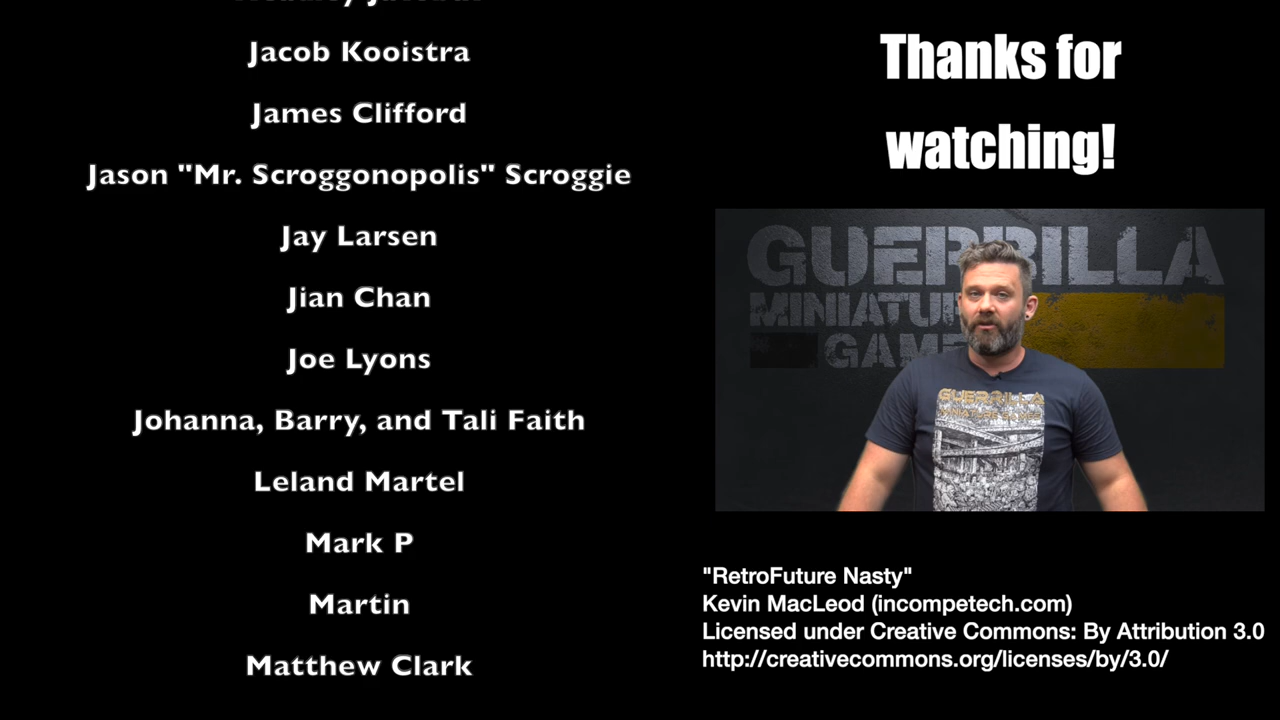 Jacob Kooistra
James Clifford
Jason "Mr. Scroggonopolis" Scroggie
Jay Larsen
Jian Chan
Joe Lyons
Johanna, Barry, and Tali Faith
Leland Martel
Mark P
Martin
Matthew Clark
Thanks for
watching!
GUERRILLA
GUERRILLA
"RetroFuture Nasty"
Kevin MacLeod (incompetech.com)
Licensed under Creative Commons: By Attribution 3.0
http://creativecommons.org/licenses/by/3.0/